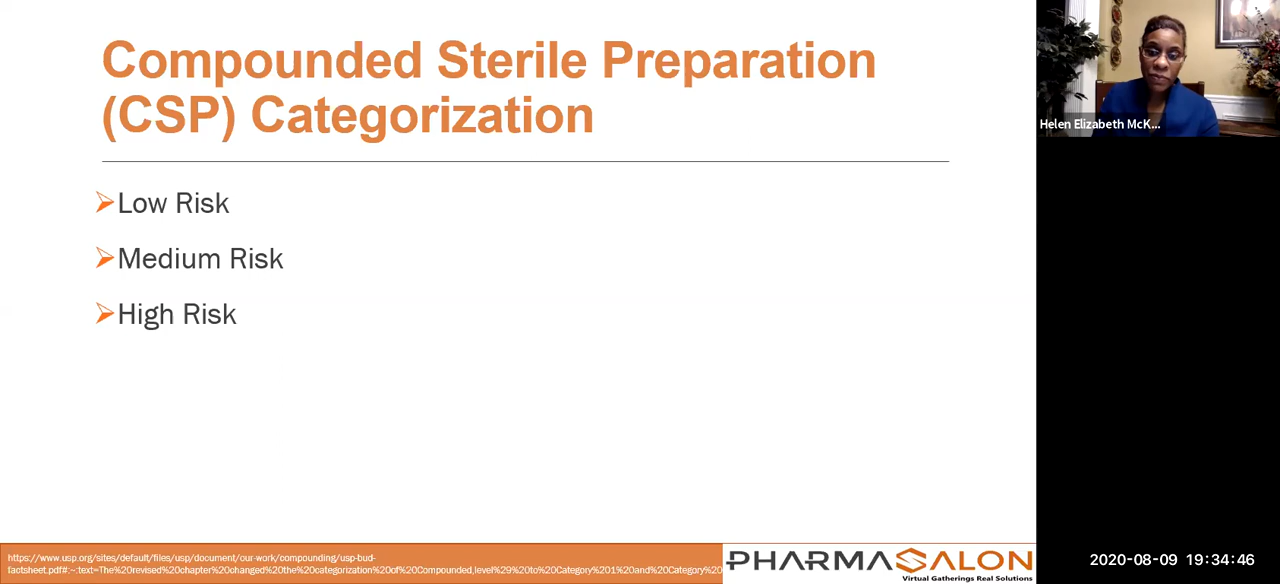 Compounded Sterile Preparation
(CSP) Categorization
Low Risk
Medium Risk
High Risk
Helen Elizabeth McK...
https://www.usp.org/sites/default/files/usp/document/our-work/compounding/usp-bud-
factsheet.pdf#:~:text=The%20revised%20chapter%20changed%20the%20categorization%20of%20Compounded,level%29%20to%20Category%201%20and%20Category%20
PHARMASALON
Virtual Gatherings Real Solutions
2020-08-09 19:34:46